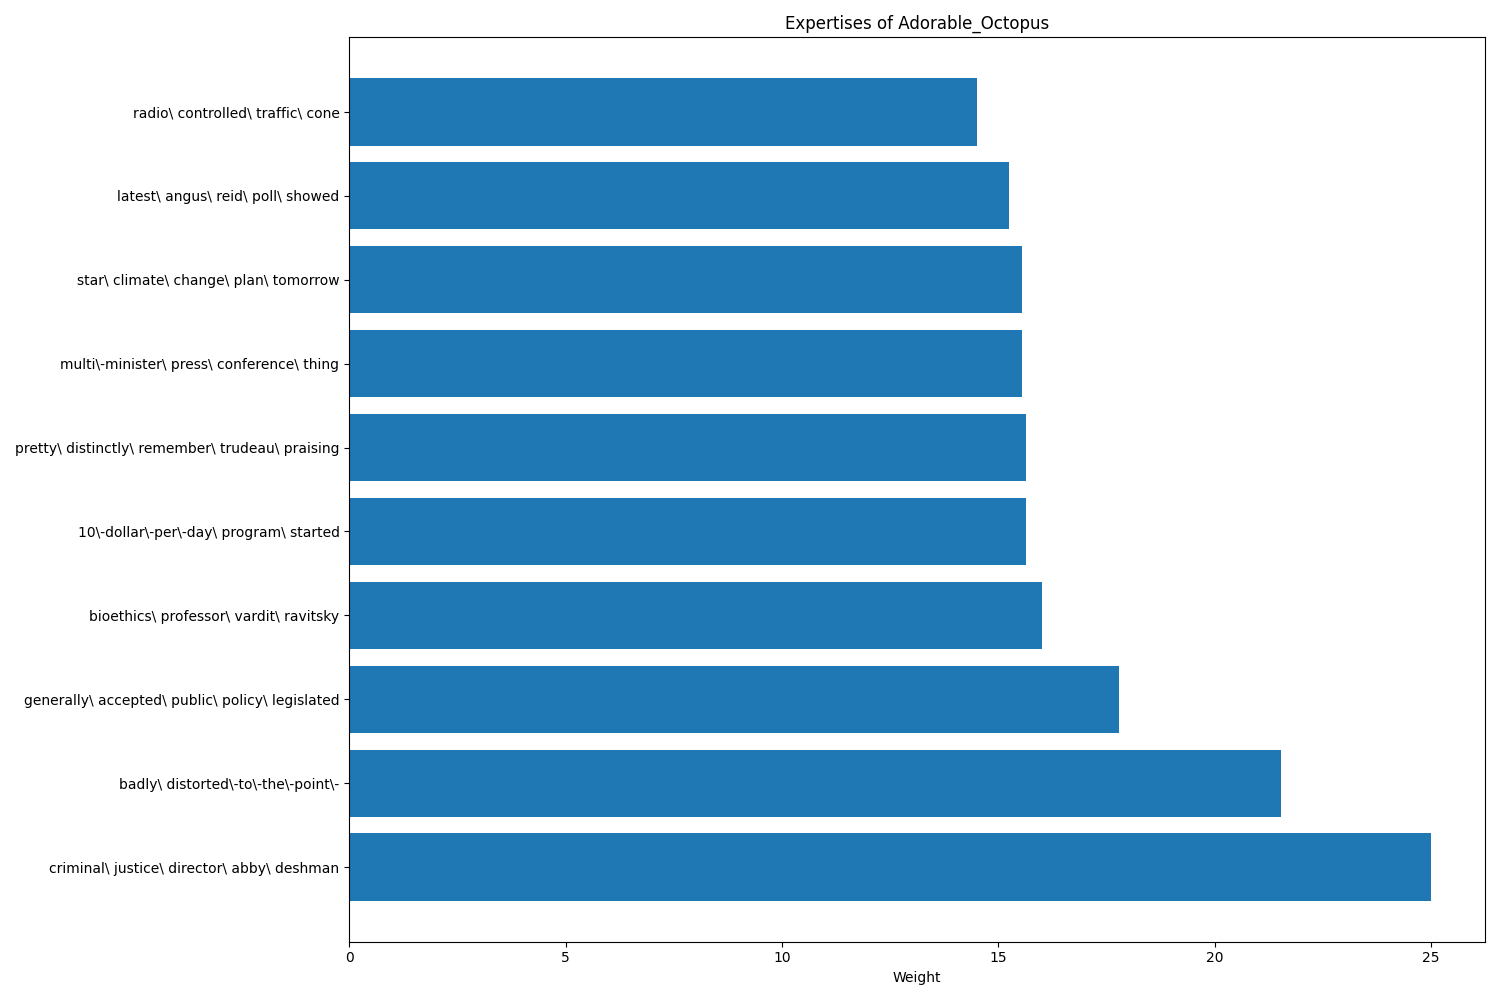 Expertises of Adorable_Octopus
radio\ controlled\ traffic\ cone
latest\ angus\ reid\ poll\ showed
star\ climate\ change\ plan\ tomorrow
multi\-minister\ press\ conference\ thing
pretty\ distinctly\ remember\ trudeau\ praising
10\-dollar\-per\-day\ program\ started
bioethics\ professor\ vardit\ ravitsky
generally\ accepted\ public\ policy\ legislated
badly\ distorted\-to\-the\-point\-
criminal\ justice\ director\ abby\ deshman
0 5 10 15 20 25
Weight